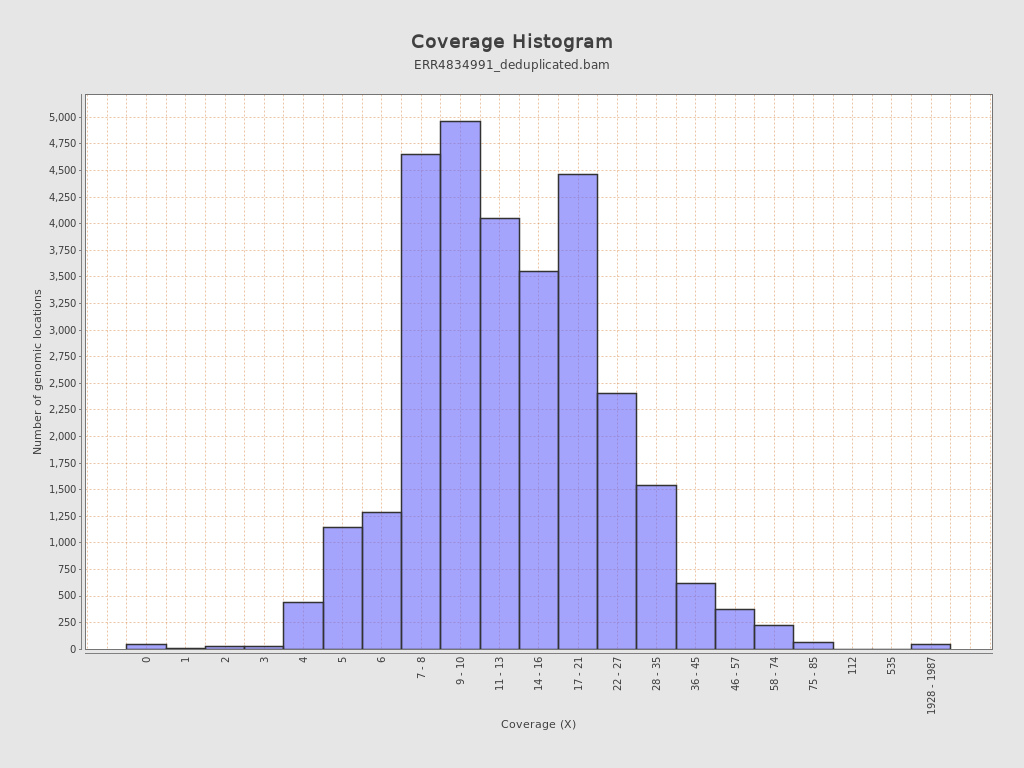 Coverage Histogram
ERR4834991_deduplicated.bam
Number of genomic locations
5,000
4,750
4,500
4,250
4,000
3,750
3,500
3,250
3,000
2,750
2,500
2,250
2,000
1,750
1,500
1,250
1,000
750
500
250
0
0
1
2
3
4
5
6
7 - 8
9 - 10
11 - 13
14 - 16
17 - 21
22 - 27
28 - 35
36 - 45
46 - 57
58 - 74
75 - 85
112
535
1928 - 1987
Coverage (X)